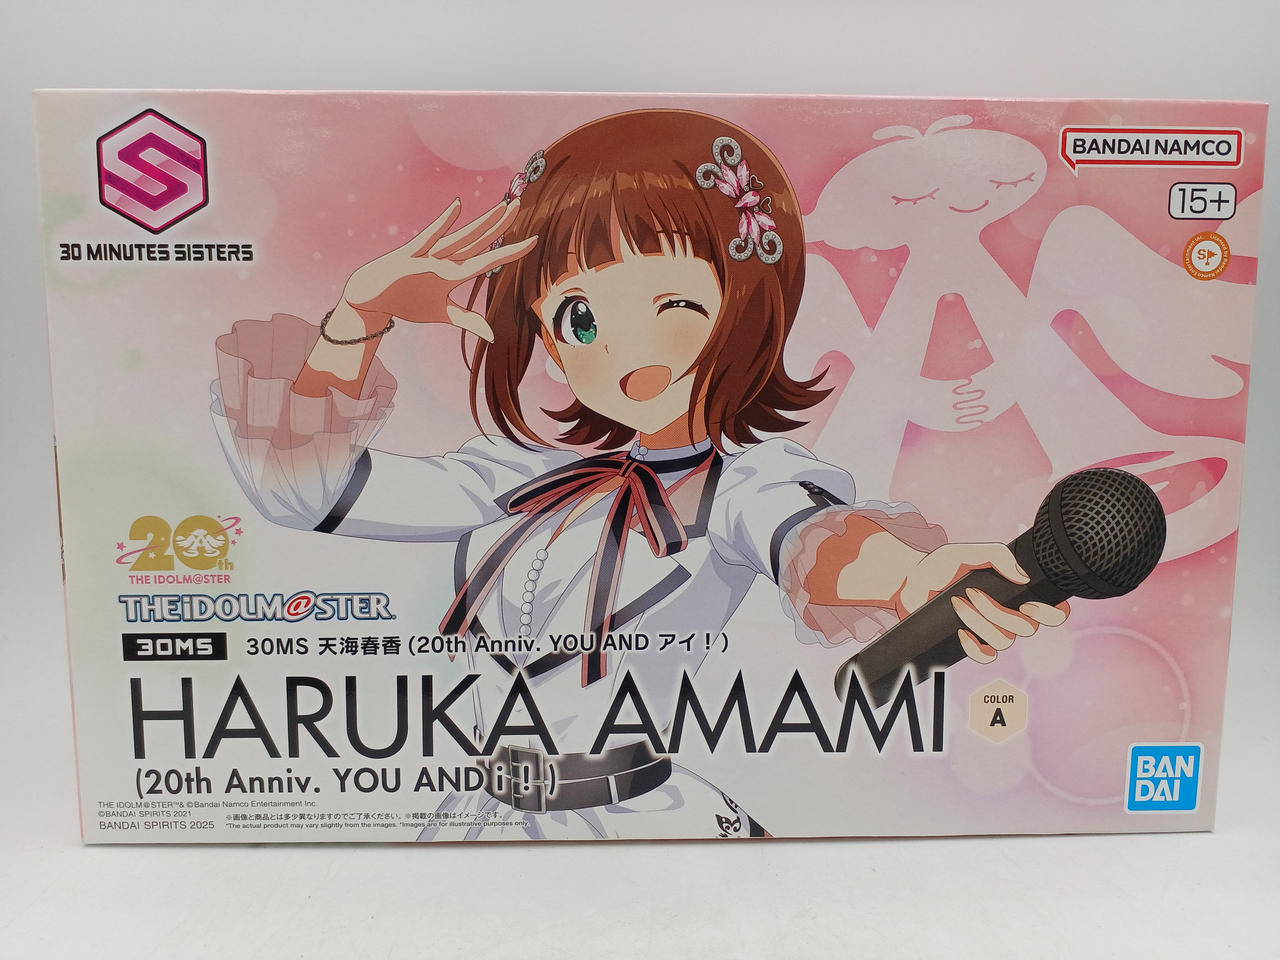 30 MINUTES SISTERS
BANDAI NAMCO
15+
20th
THE IDOLM@STER
THE iDOLM@STER
30MS
30MS 天海春香 (20th Anniv. YOU AND アイ！)
HARUKA AMAMI
COLOR
A
(20th Anniv. YOU AND i！)
BAN
DAI
THE IDOLM@STER™& ©Bandai Namco Entertainment Inc.
©BANDAI SPIRITS 2021
BANDAI SPIRITS 2025
※画像と商品とは多少異なりますのでご了承ください。※掲載の画像はイメージです。
*The actual product may vary slightly from the images. *Images are for illustrative purposes only.